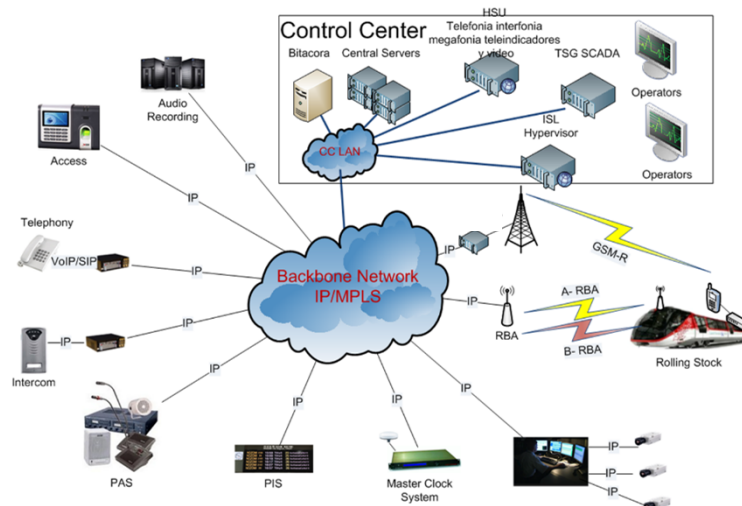 Control Center
HSU
Telefonia interfonia
megafonia teleindicadores
y video
Bitacora
Central Servers
TSG SCADA
Operators
ISL
Hypervisor
Operators
CC LAN
Audio
Recording
Access
IP
IP
Telephony
VoIP/SIP
IP
Intercom
IP
IP
Backbone Network
IP/MPLS
IP
GSM-R
IP
RBA
A- RBA
B- RBA
Rolling Stock
IP
PAS
IP
PIS
IP
Master Clock
System
IP
IP
IP
IP